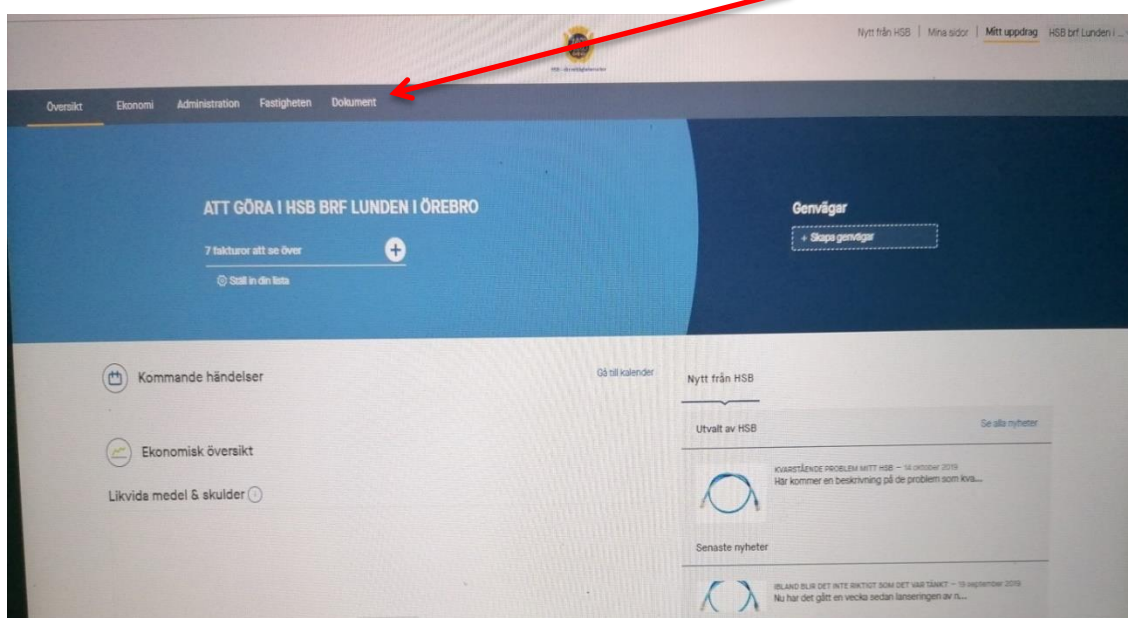 Nytt från HSB | Mina sidor | Mitt uppdrag HSB brf Lunden i ...
Översikt Ekonomi Administration Fastigheten Dokument
ATT GÖRA I HSB BRF LUNDEN I ÖREBRO
7 fakturor att se över
Ställ in din lista
Genvägar
+ Skapa genvägar
Kommande händelser
Gå till kalender
Ekonomisk översikt
Likvida medel & skulder
Nytt från HSB
Utvalt av HSB
Se alla nyheter
KVARSTÅENDE PROBLEM MITT HSB – 14 oktober 2019
Här kommer en beskrivning på de problem som kva...
Senaste nyheter
IBLAND BLIR DET INTE RIKTIGT SOM DET VAR TÄNKT – 19 september 2019
Nu har det gått en vecka sedan lanseringen av n...